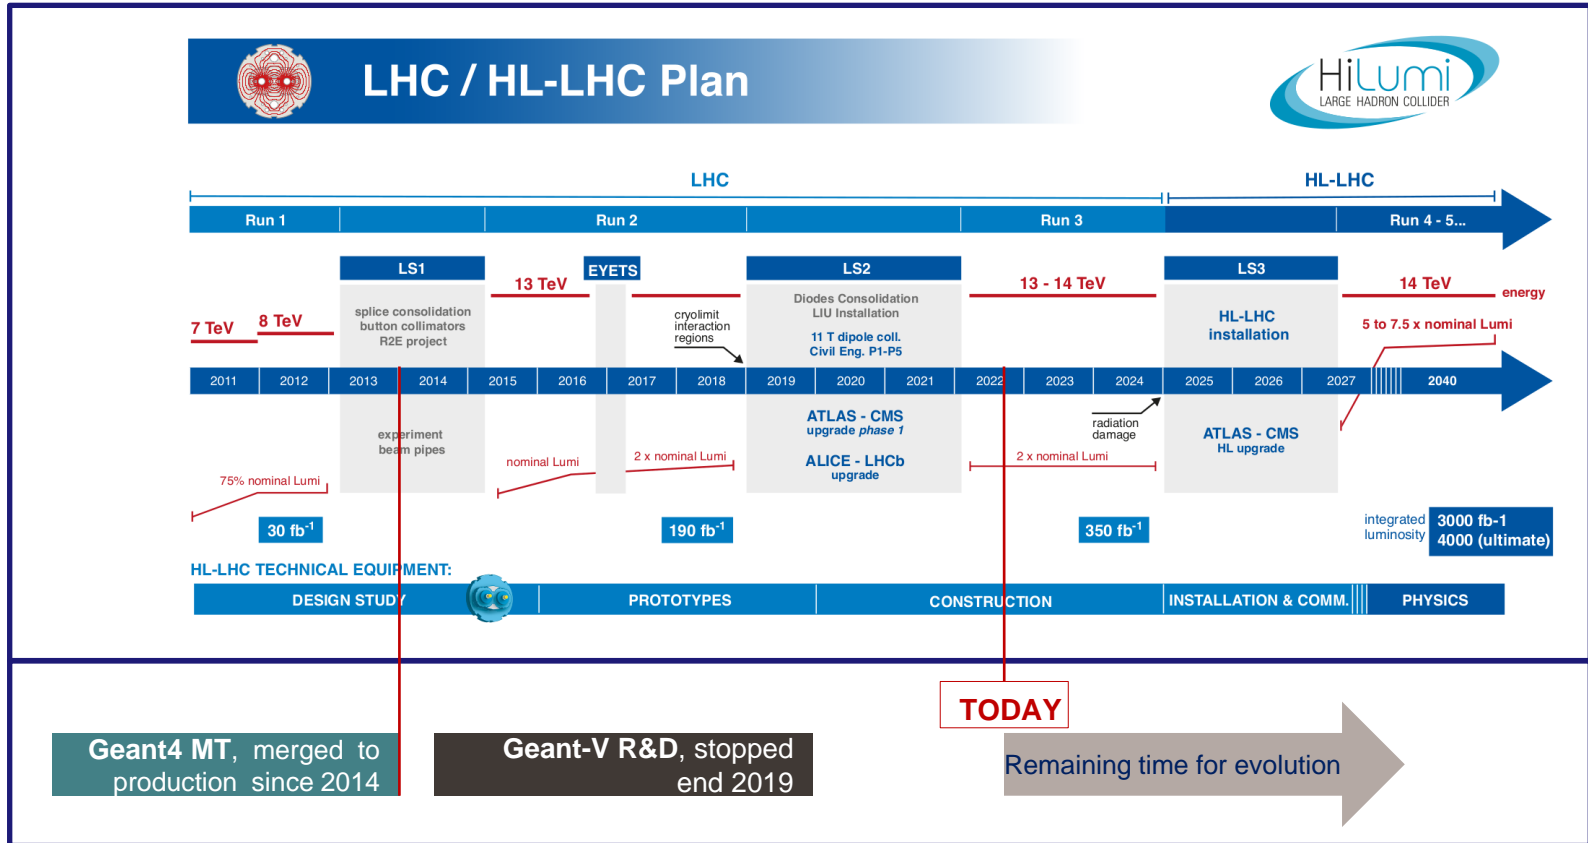 LHC / HL-LHC Plan
HiLumi
LARGE HADRON COLLIDER
LHC
HL-LHC
Run 1
Run 2
Run 3
Run 4 - 5...
LS1
EYETS
LS2
LS3
13 TeV
13 - 14 TeV
14 TeV
energy
7 TeV
8 TeV
splice consolidation
button collimators
R2E project
cryolimit
interaction
regions
Diodes Consolidation
LIU Installation
11 T dipole coll.
Civil Eng. P1-P5
HL-LHC
installation
5 to 7.5 x nominal Lumi
2011
2012
2013
2014
2015
2016
2017
2018
2019
2020
2021
2022
2023
2024
2025
2026
2027
2040
experiment
beam pipes
75% nominal Lumi
nominal Lumi
2 x nominal Lumi
ATLAS - CMS
upgrade phase 1
ALICE - LHCb
upgrade
2 x nominal Lumi
radiation
damage
ATLAS - CMS
HL upgrade
30 fb-1
190 fb-1
350 fb-1
integrated
luminosity
3000 fb-1
4000 (ultimate)
HL-LHC TECHNICAL EQUIPMENT:
DESIGN STUDY
PROTOTYPES
CONSTRUCTION
INSTALLATION & COMM.
PHYSICS
TODAY
Geant4 MT, merged to
production since 2014
Geant-V R&D, stopped
end 2019
Remaining time for evolution